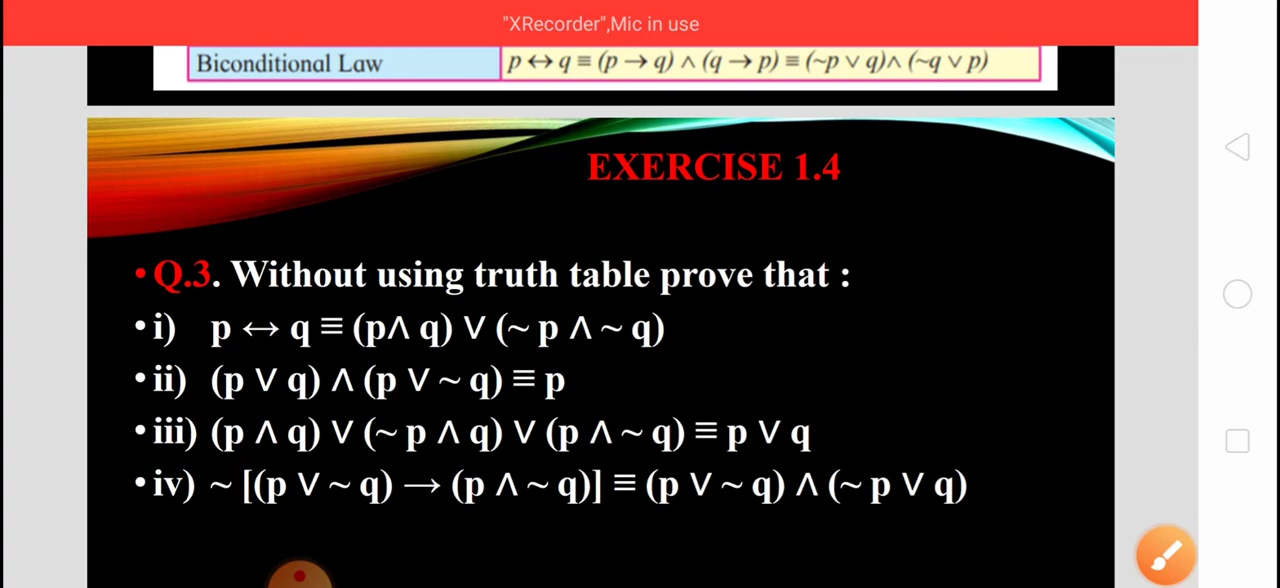 "XRecorder",Mic in use
Biconditional Law p ↔ q ≡ (p → q) ∧ (q → p) ≡ (~p ∨ q)∧ (~q ∨ p)
EXERCISE 1.4
• Q.3. Without using truth table prove that :
• i) p ↔ q ≡ (p∧ q) ∨ (~ p ∧ ~ q)
• ii) (p ∨ q) ∧ (p ∨ ~ q) ≡ p
• iii) (p ∧ q) ∨ (~ p ∧ q) ∨ (p ∧ ~ q) ≡ p ∨ q
• iv) ~ [(p ∨ ~ q) → (p ∧ ~ q)] ≡ (p ∨ ~ q) ∧ (~ p ∨ q)